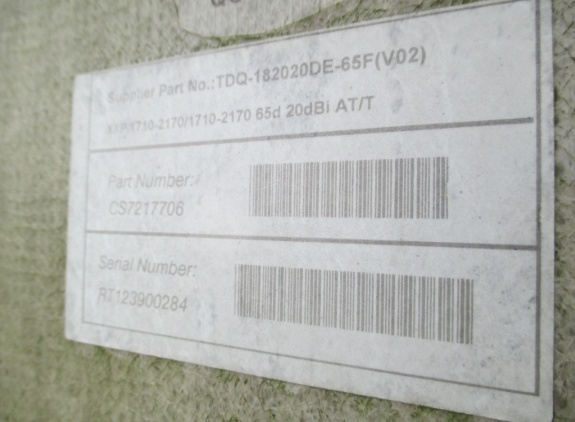 Supplier Part No.:TDQ-182020DE-65F(V02)
XXP/1710-2170/1710-2170 65d 20dBi AT/T
Part Number:
CS7217706
Serial Number:
RT123900284